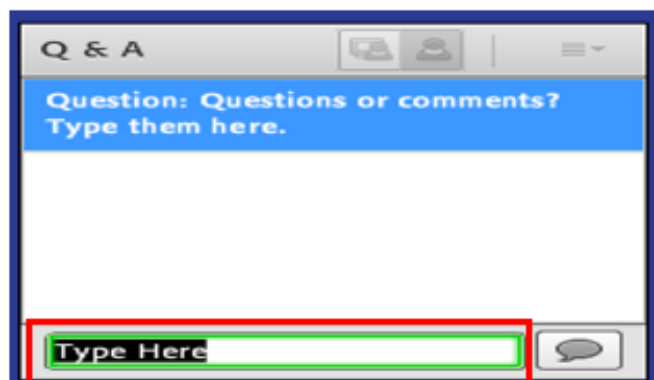 Q & A
Question: Questions or comments?
Type them here.
Type Here